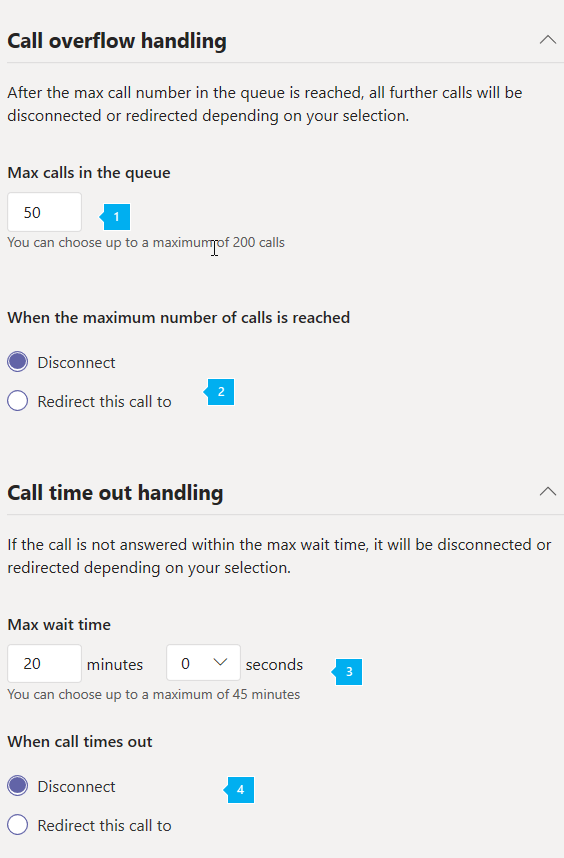 Call overflow handling
After the max call number in the queue is reached, all further calls will be
disconnected or redirected depending on your selection.
Max calls in the queue
50
1
You can choose up to a maximum of 200 calls
When the maximum number of calls is reached
Disconnect
Redirect this call to
2
Call time out handling
If the call is not answered within the max wait time, it will be disconnected or
redirected depending on your selection.
Max wait time
20 minutes 0 seconds
3
You can choose up to a maximum of 45 minutes
When call times out
Disconnect
4
Redirect this call to